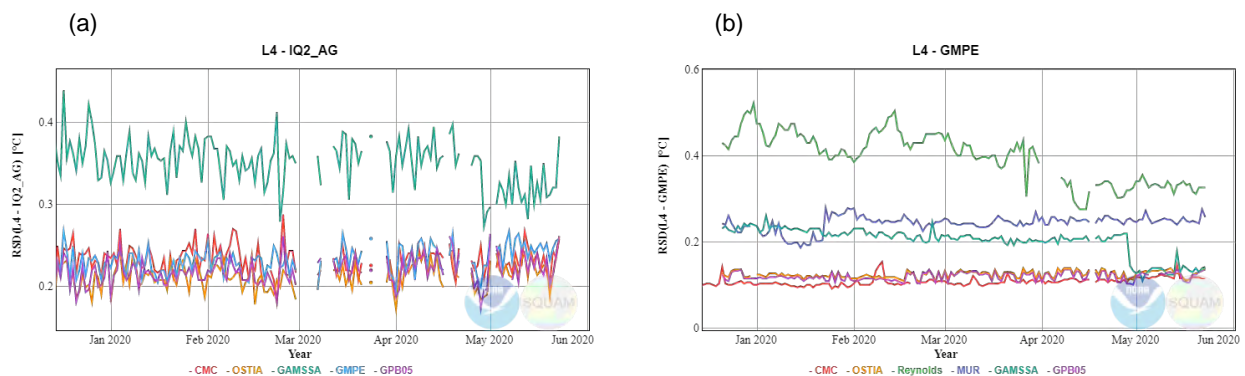 (a)
L4 - IQ2_AG
RSD(L4 - IQ2_AG) [°C]
0.4
0.3
0.2
Jan 2020 Feb 2020 Mar 2020 Apr 2020 May 2020 Jun 2020
Year
- CMC - OSTIA - GAMSSA - GMPE - GPB05
noaa
SQUAM
(b)
L4 - GMPE
RSD(L4 - GMPE) [°C]
0.6
0.4
0.2
0
Jan 2020 Feb 2020 Mar 2020 Apr 2020 May 2020 Jun 2020
Year
- CMC - OSTIA - Reynolds - MUR - GAMSSA - GPB05
noaa
SQUAM